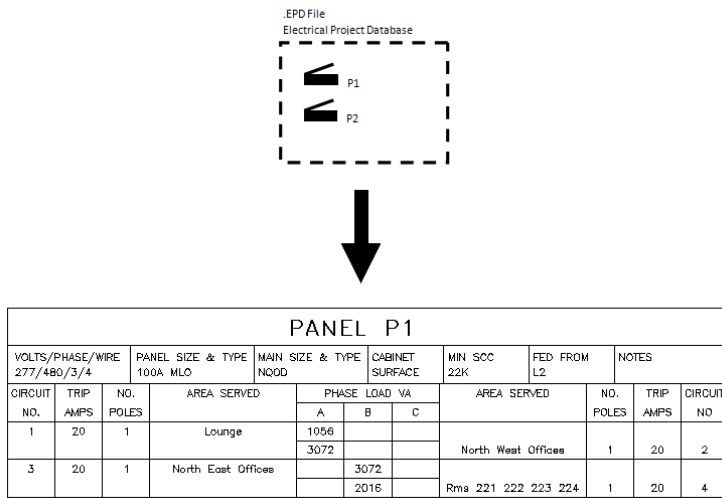 .EPD File
Electrical Project Database
P1
P2
PANEL P1
VOLTS/PHASE/WIRE PANEL SIZE & TYPE MAIN SIZE & TYPE CABINET MIN SCC FED FROM NOTES
277/480/3/4 100A MLO NQOD SURFACE 22K L2
CIRCUIT TRIP NO. AREA SERVED PHASE LOAD VA AREA SERVED NO. TRIP CIRCUIT
NO. AMPS POLES A B C POLES AMPS NO
1 20 1 Lounge 1056
3072 North West Offices 1 20 2
3 20 1 North East Offices 3072
2016 Rms 221 222 223 224 1 20 4